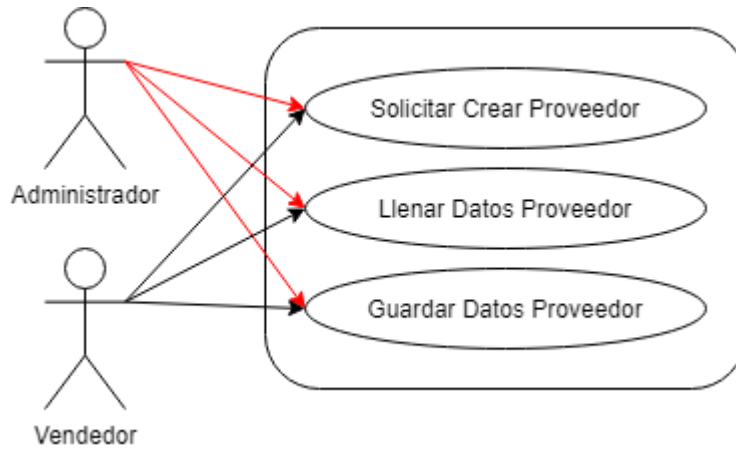 Solicitar Crear Proveedor
Administrador
Llenar Datos Proveedor
Guardar Datos Proveedor
Vendedor